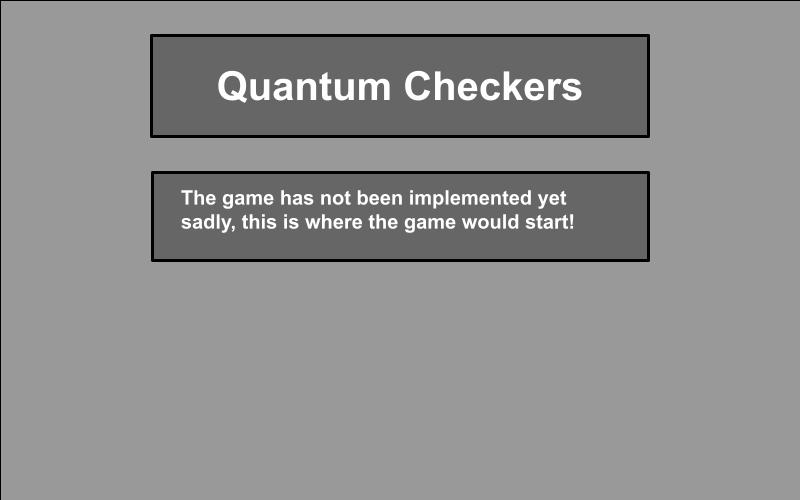 Quantum Checkers
The game has not been implemented yet
sadly, this is where the game would start!